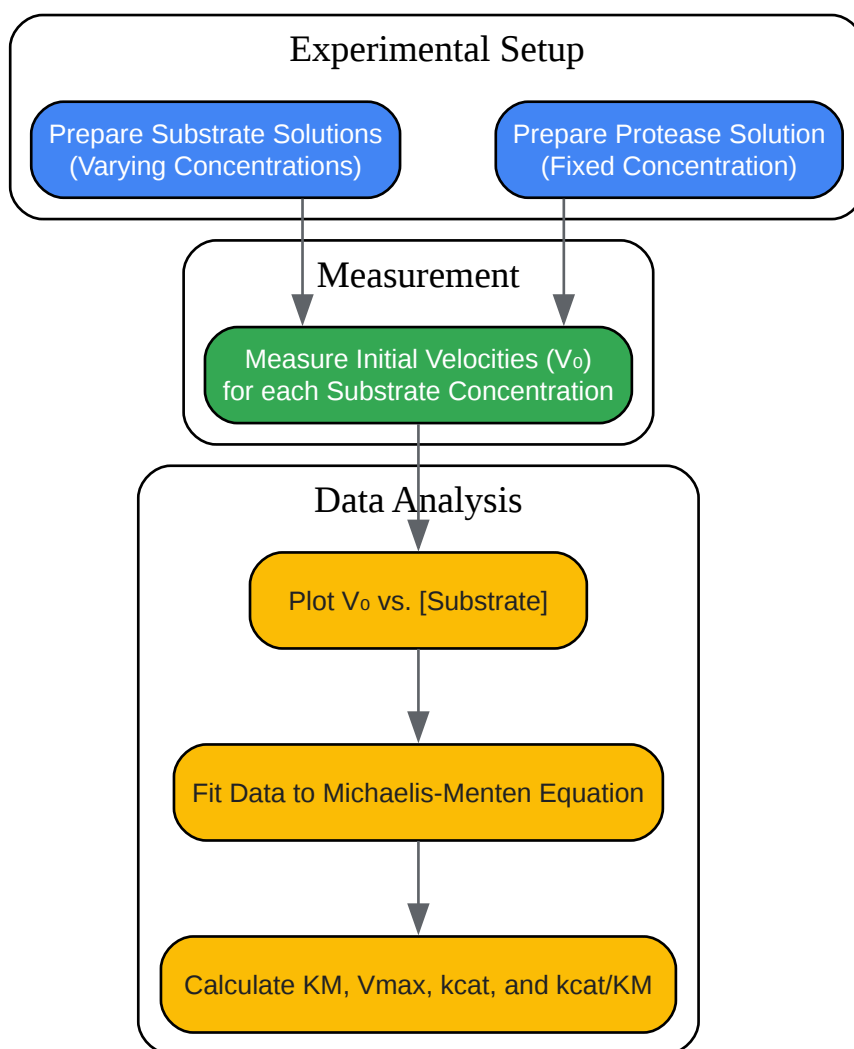 Experimental Setup
Prepare Substrate Solutions
(Varying Concentrations)
Prepare Protease Solution
(Fixed Concentration)
Measurement
Measure Initial Velocities (V₀)
for each Substrate Concentration
Data Analysis
Plot V₀ vs. [Substrate]
Fit Data to Michaelis-Menten Equation
Calculate KM, Vmax, kcat, and kcat/KM